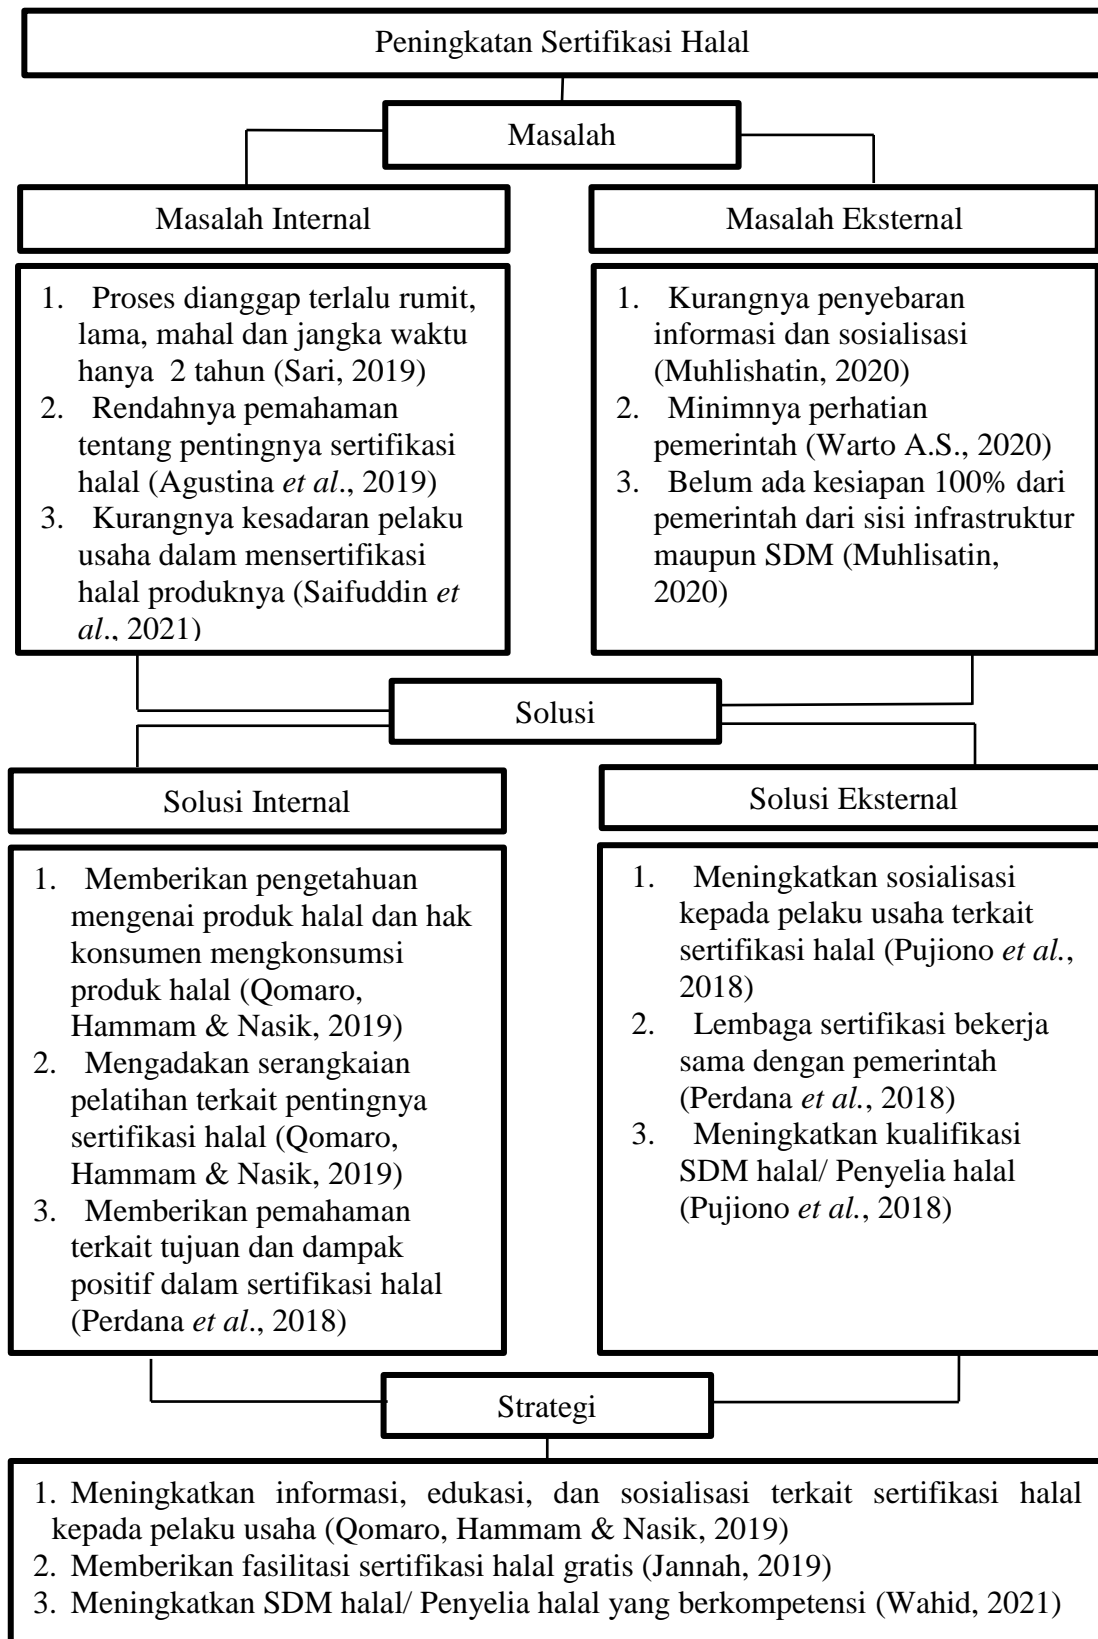 Peningkatan Sertifikasi Halal
Masalah
Masalah Internal
Masalah Eksternal
1. Proses dianggap terlalu rumit,
lama, mahal dan jangka waktu
hanya 2 tahun (Sari, 2019)
2. Rendahnya pemahaman
tentang pentingnya sertifikasi
halal (Agustina et al., 2019)
3. Kurangnya kesadaran pelaku
usaha dalam mensertifikasi
halal produknya (Saifuddin et
al., 2021)
1. Kurangnya penyebaran
informasi dan sosialisasi
(Muhlishatin, 2020)
2. Minimnya perhatian
pemerintah (Warto A.S., 2020)
3. Belum ada kesiapan 100% dari
pemerintah dari sisi infrastruktur
maupun SDM (Muhlisatin,
2020)
Solusi
Solusi Internal
Solusi Eksternal
1. Memberikan pengetahuan
mengenai produk halal dan hak
konsumen mengkonsumsi
produk halal (Qomaro,
Hammam & Nasik, 2019)
2. Mengadakan serangkaian
pelatihan terkait pentingnya
sertifikasi halal (Qomaro,
Hammam & Nasik, 2019)
3. Memberikan pemahaman
terkait tujuan dan dampak
positif dalam sertifikasi halal
(Perdana et al., 2018)
1. Meningkatkan sosialisasi
kepada pelaku usaha terkait
sertifikasi halal (Pujiono et al.,
2018)
2. Lembaga sertifikasi bekerja
sama dengan pemerintah
(Perdana et al., 2018)
3. Meningkatkan kualifikasi
SDM halal/ Penyelia halal
(Pujiono et al., 2018)
Strategi
1. Meningkatkan informasi, edukasi, dan sosialisasi terkait sertifikasi halal
kepada pelaku usaha (Qomaro, Hammam & Nasik, 2019)
2. Memberikan fasilitasi sertifikasi halal gratis (Jannah, 2019)
3. Meningkatkan SDM halal/ Penyelia halal yang berkompetensi (Wahid, 2021)